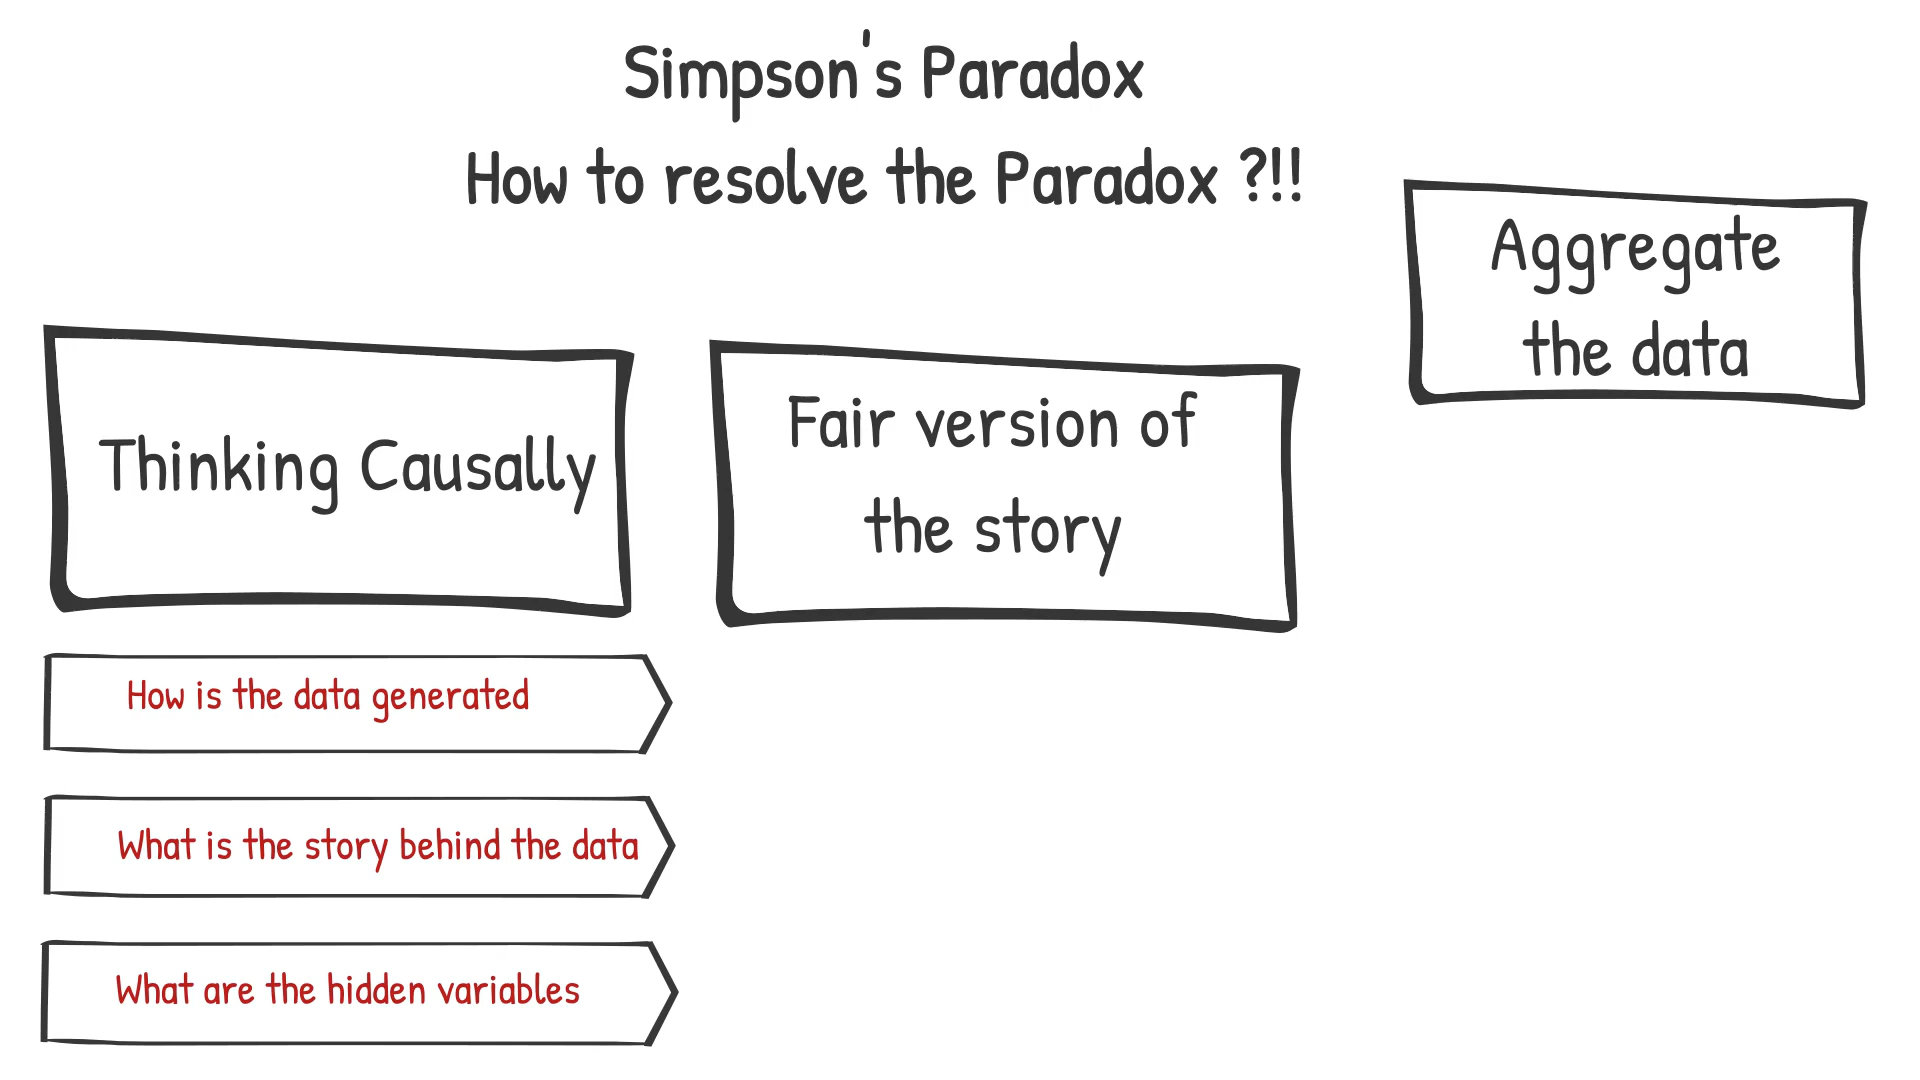 Simpson's Paradox
How to resolve the Paradox ?!!
Thinking Causally
Fair version of
the story
Aggregate
the data
How is the data generated
What is the story behind the data
What are the hidden variables